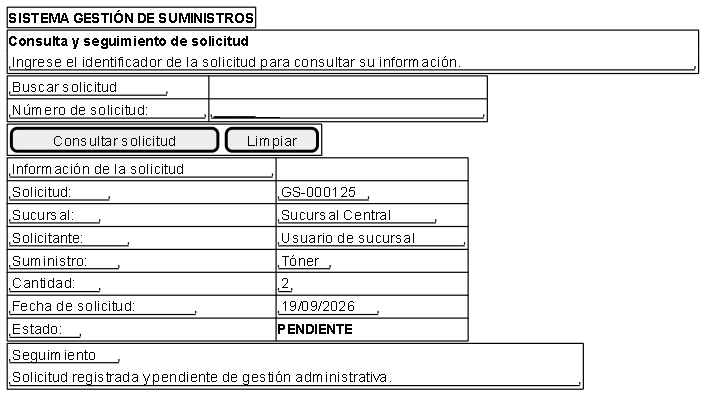 SISTEMA GESTIÓN DE SUMINISTROS
Consulta y seguimiento de solicitud
Ingrese el identificador de la solicitud para consultar su información.
Buscar solicitud
Número de solicitud: ________
Consultar solicitud Limpiar
Información de la solicitud
Solicitud: GS-000125
Sucursal: Sucursal Central
Solicitante: Usuario de sucursal
Suministro: Tóner
Cantidad: 2
Fecha de solicitud: 19/09/2026
Estado: PENDIENTE
Seguimiento
Solicitud registrada y pendiente de gestión administrativa.